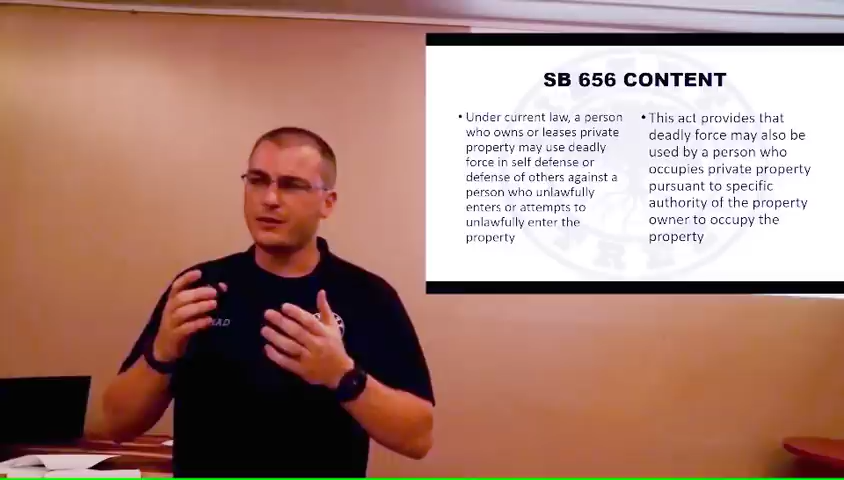 SB 656 CONTENT
• Under current law, a person
who owns or leases private
property may use deadly
force in self defense or
defense of others against a
person who unlawfully
enters or attempts to
unlawfully enter the
property
• This act provides that
deadly force may also be
used by a person who
occupies private property
pursuant to specific
authority of the property
owner to occupy the
property